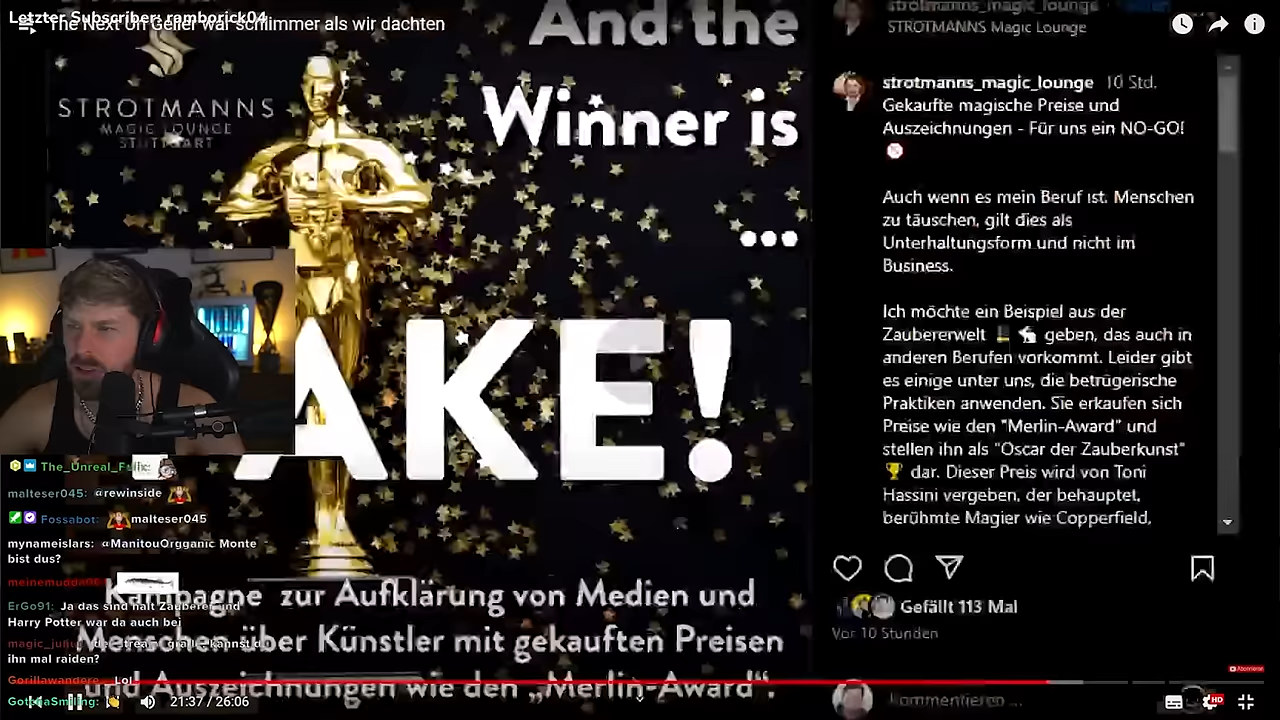 Letzter Subscriber: ramborick04
The Next Uri Geller war schlimmer als wir dachten
STROTMANNS
MAGIC LOUNGE
STUTTGART
And the
Winner is
...
AKE!
Kampagne zur Aufklärung von Medien und
Menschen über Künstler mit gekauften Preisen
und Auszeichnungen wie den „Merlin-Award".
strotmanns_magic_lounge
STROTMANNS Magic Lounge
strotmanns_magic_lounge 10 Std.
Gekaufte magische Preise und
Auszeichnungen - Für uns ein NO-GO!
Auch wenn es mein Beruf ist. Menschen
zu täuschen, gilt dies als
Unterhaltungsform und nicht im
Business.
Ich möchte ein Beispiel aus der
Zaubererwelt geben, das auch in
anderen Berufen vorkommt. Leider gibt
es einige unter uns, die betrügerische
Praktiken anwenden. Sie erkaufen sich
Preise wie den "Merlin-Award" und
stellen ihn als "Oscar der Zauberkunst"
dar. Dieser Preis wird von Toni
Hassini vergeben, der behauptet,
berühmte Magier wie Copperfield,
Gefällt 113 Mal
Vor 10 Stunden
Kommentieren ...
Abonnieren
The_Unreal_Felix:
malteser045: @rewinside
Fossabot: malteser045
mynameislars: @ManitouOrgganic Monte
bist dus?
ErGo91: Ja das sind halt Zauberer und
Harry Potter war da auch bei
ihn mal raiden?
Gorillawandere Lol
GothaSmiling:
21:37 / 26:06
HD